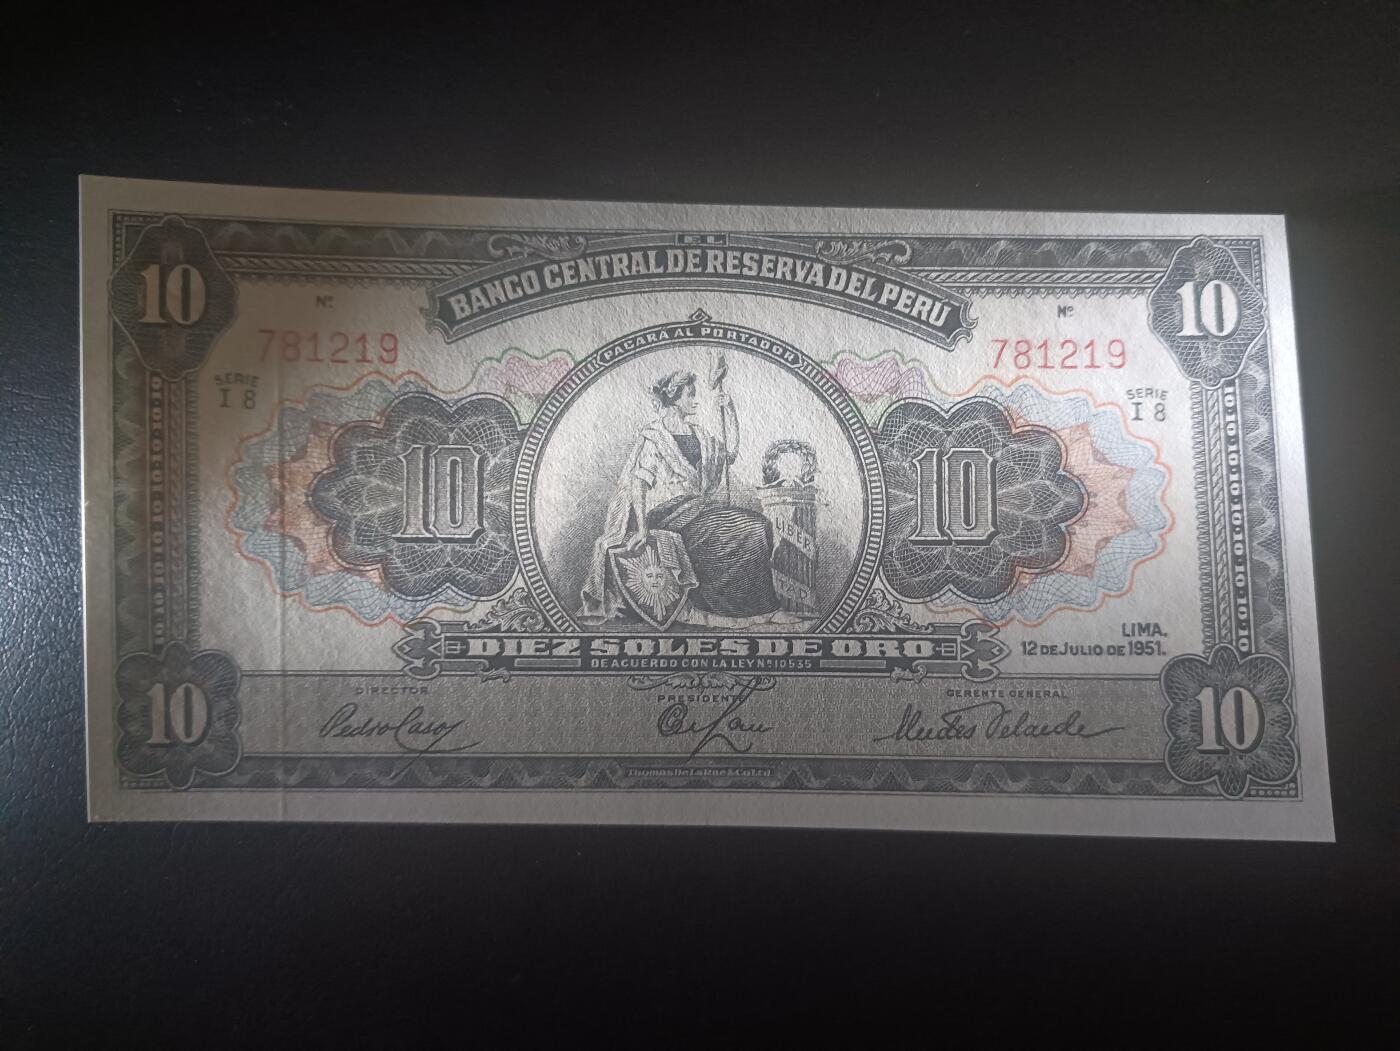 EL
BANCO CENTRAL DE RESERVA DEL PERÚ
10
10
Nº
Nº
781219
781219
PAGARÁ AL PORTADOR
SERIE
I 8
SERIE
I 8
10
10
LIBER
D
LIMA,
12 DE JULIO DE 1951.
DIEZ SOLES DE ORO
DE ACUERDO CON LA LEY Nº 10535
DIRECTOR
PRESIDENTE
GERENTE GENERAL
10
10
Thomas De La Rue & Co. Ltd.